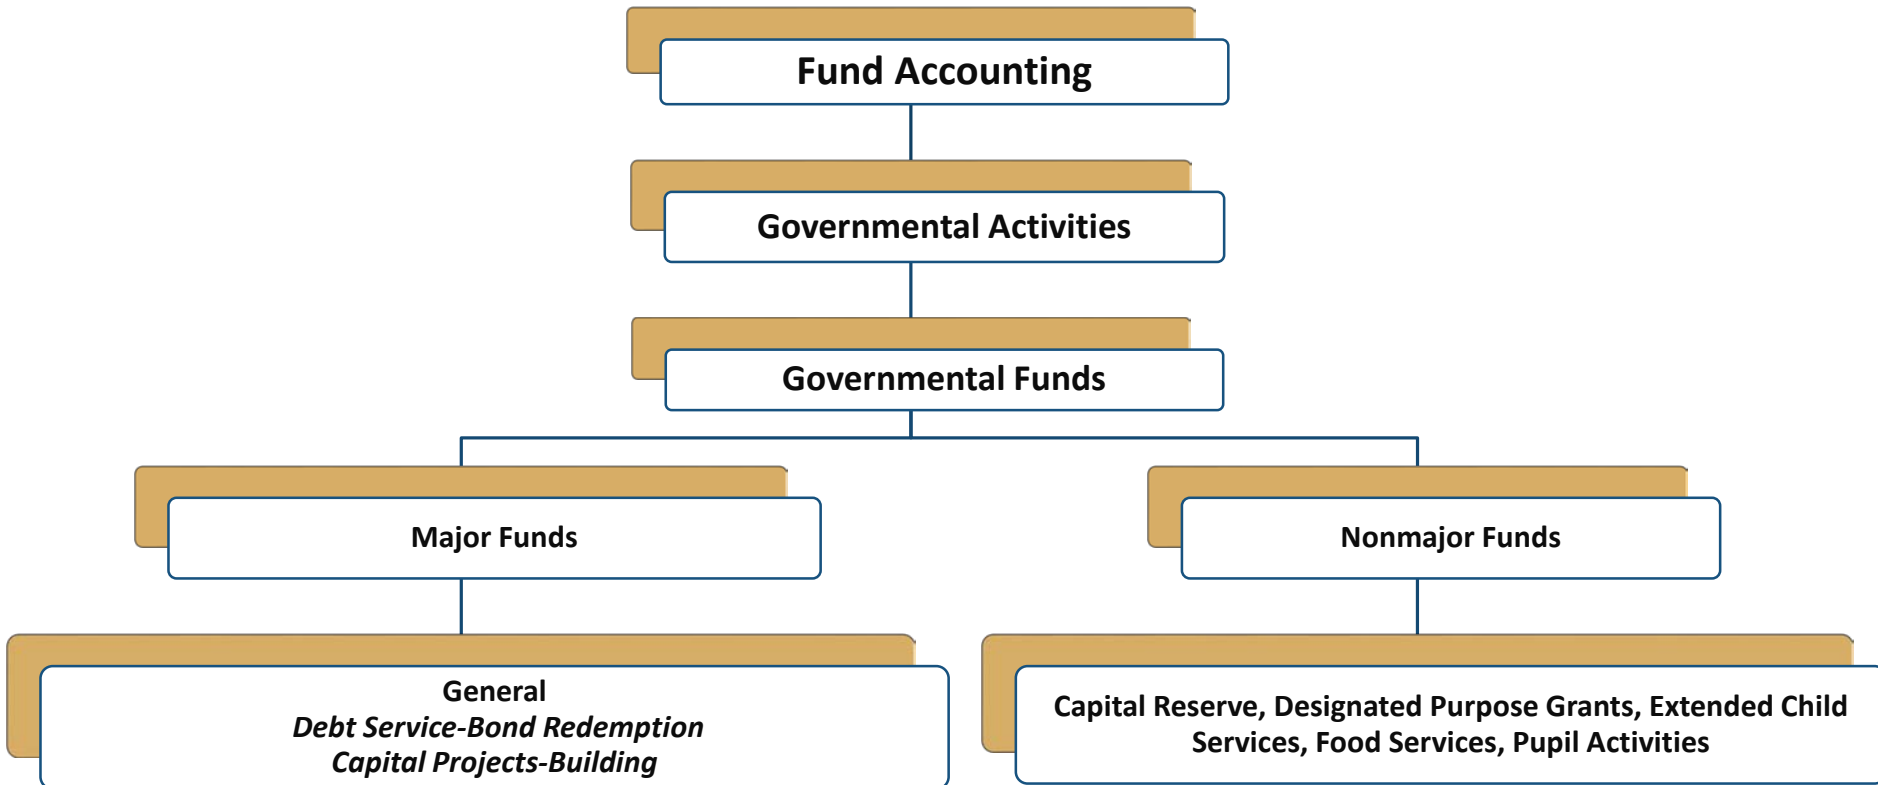 Fund Accounting
Governmental Activities
Governmental Funds
Major Funds
Nonmajor Funds
General
Debt Service-Bond Redemption
Capital Projects-Building
Capital Reserve, Designated Purpose Grants, Extended Child
Services, Food Services, Pupil Activities